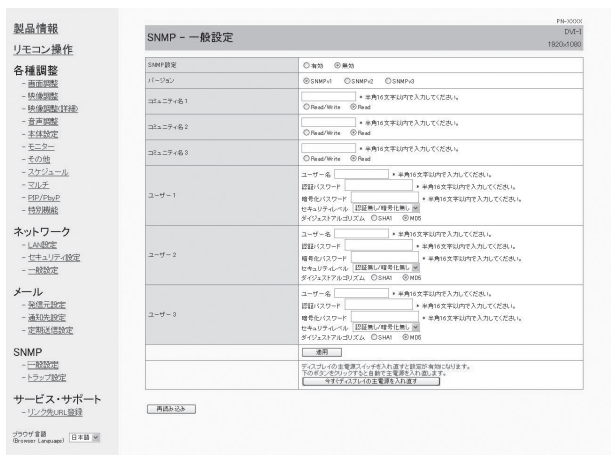 製品情報
リモコン操作
各種調整
- 画面調整
- 映像調整
- 映像調整(詳細)
- 音声調整
- 本体設定
- モニター
- その他
- スケジュール
- マルチ
- PIP/PbyP
- 特別機能
ネットワーク
- LAN設定
- セキュリティ設定
- 一般設定
メール
- 発信元設定
- 通知先設定
- 定期送信設定
SNMP
- 一般設定
- トラップ設定
サービス・サポート
- リンク先URL登録
ブラウザ言語
(Browser Language) 日本語
PN-XXXX
SNMP - 一般設定 DVI-I
1920x1080
SNMP設定 有効 無効
バージョン SNMPv1 SNMPv2 SNMPv3
コミュニティ名1 * 半角16文字以内で入力してください。
Read/Write Read
コミュニティ名2 * 半角16文字以内で入力してください。
Read/Write Read
コミュニティ名3 * 半角16文字以内で入力してください。
Read/Write Read
ユーザー1
ユーザー名 * 半角16文字以内で入力してください。
認証パスワード * 半角16文字以内で入力してください。
暗号化パスワード * 半角16文字以内で入力してください。
セキュリティレベル 認証無し/暗号化無し
ダイジェストアルゴリズム SHA1 MD5
ユーザー2
ユーザー名 * 半角16文字以内で入力してください。
認証パスワード * 半角16文字以内で入力してください。
暗号化パスワード * 半角16文字以内で入力してください。
セキュリティレベル 認証無し/暗号化無し
ダイジェストアルゴリズム SHA1 MD5
ユーザー3
ユーザー名 * 半角16文字以内で入力してください。
認証パスワード * 半角16文字以内で入力してください。
暗号化パスワード * 半角16文字以内で入力してください。
セキュリティレベル 認証無し/暗号化無し
ダイジェストアルゴリズム SHA1 MD5
適用
ディスプレイの主電源スイッチを入れ直すと設定が有効になります。
下のボタンをクリックすると自動で主電源を入れ直します。
今すぐディスプレイの主電源を入れ直す
再読み込み